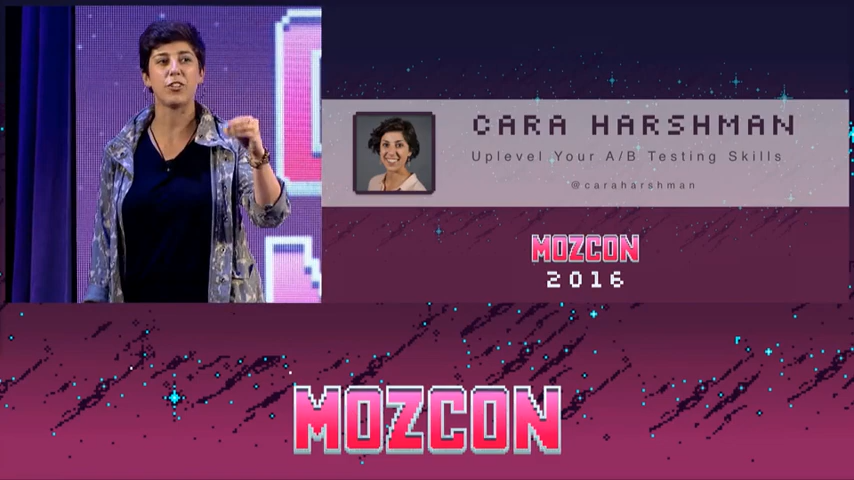 CARA HARSHMAN
Uplevel Your A/B Testing Skills
@caraharshman
MOZCON
2016
MOZCON